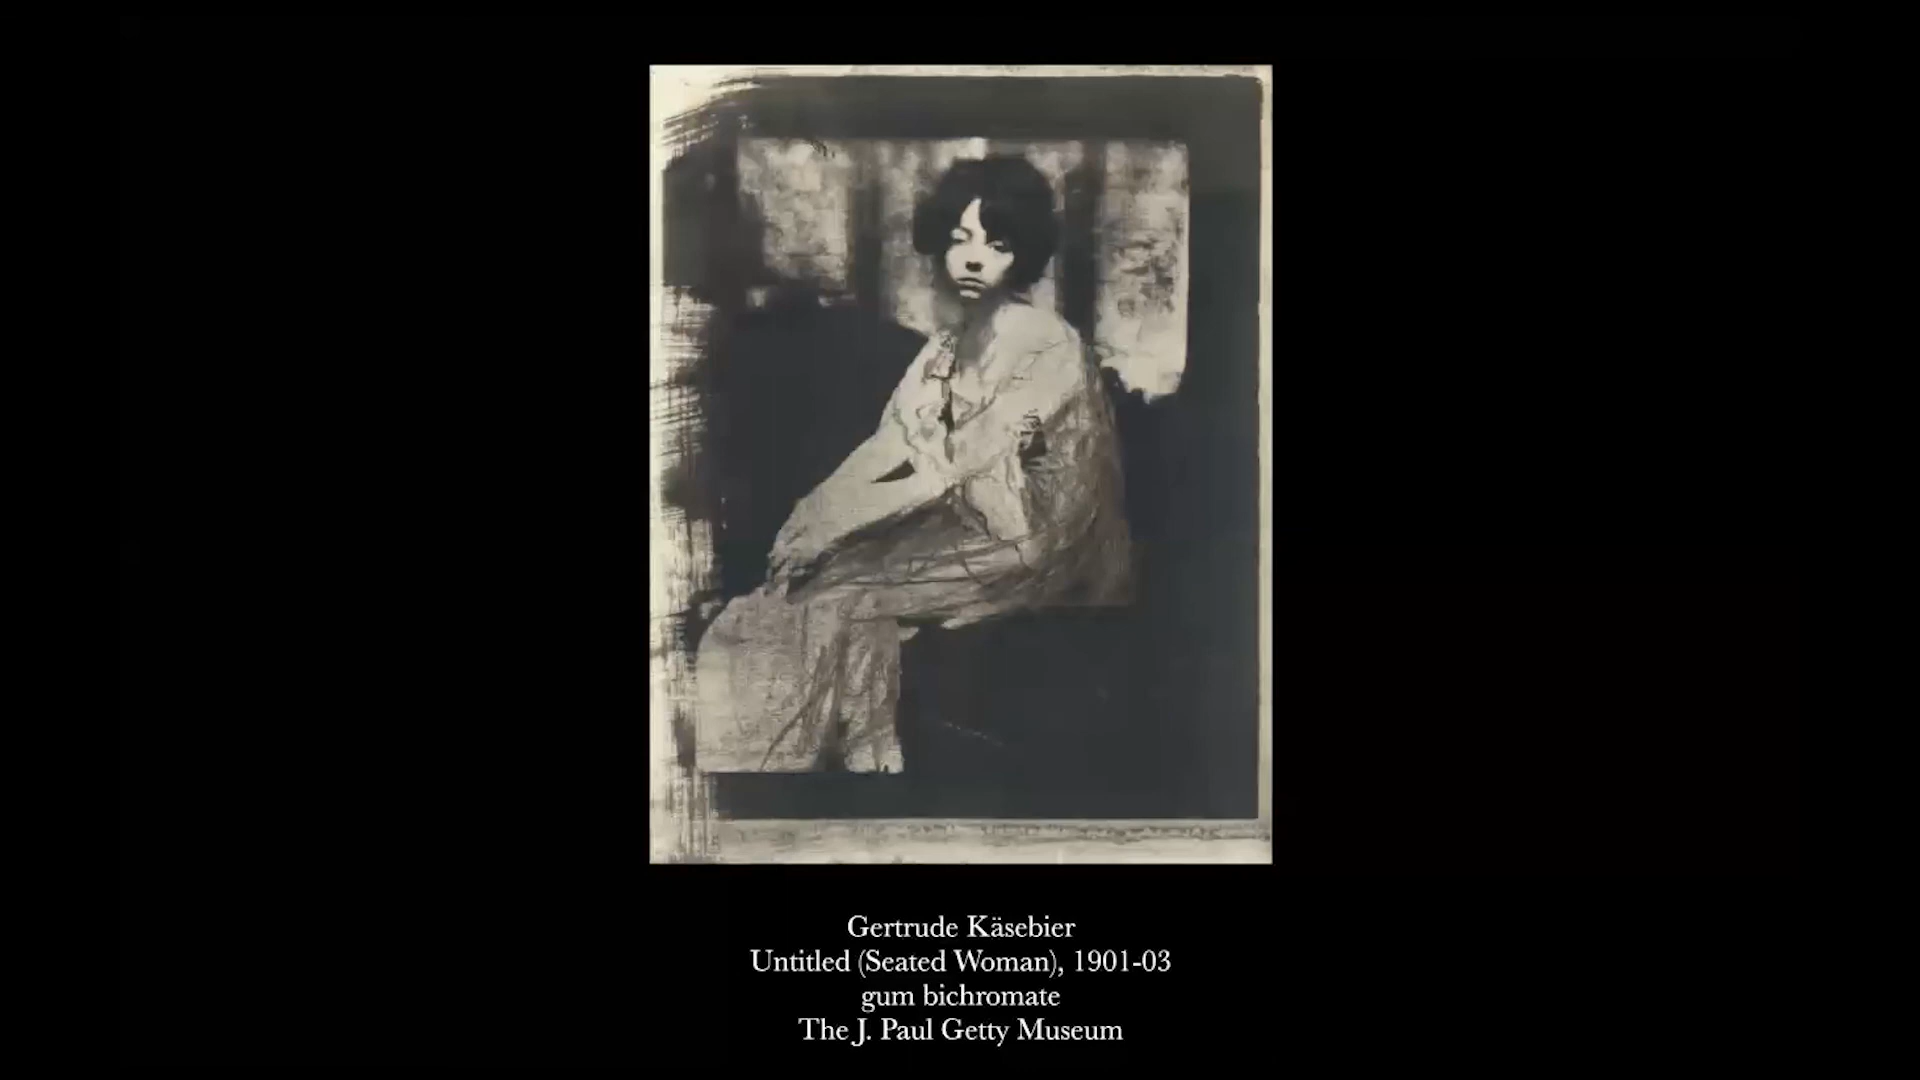 Gertrude Käsebier
Untitled (Seated Woman), 1901-03
gum bichromate
The J. Paul Getty Museum